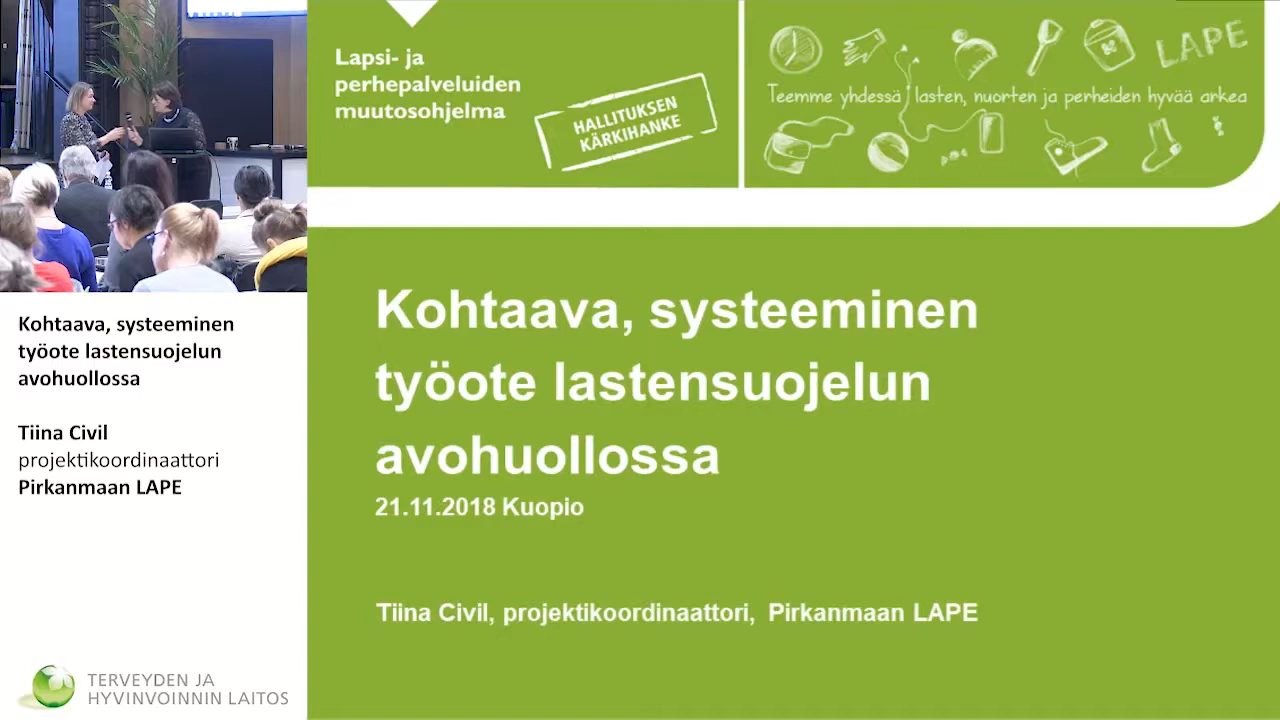 Lapsi- ja
perhepalveluiden
muutosohjelma
HALLITUKSEN
KÄRKIHANKE
LAPE
Teemme yhdessä lasten, nuorten ja perheiden hyvää arkea
Kohtaava, systeeminen
työote lastensuojelun
avohuollossa
21.11.2018 Kuopio
Tiina Civil, projektikoordinaattori, Pirkanmaan LAPE
Kohtaava, systeeminen
työote lastensuojelun
avohuollossa
Tiina Civil
projektikoordinaattori
Pirkanmaan LAPE
TERVEYDEN JA
HYVINVOINNIN LAITOS